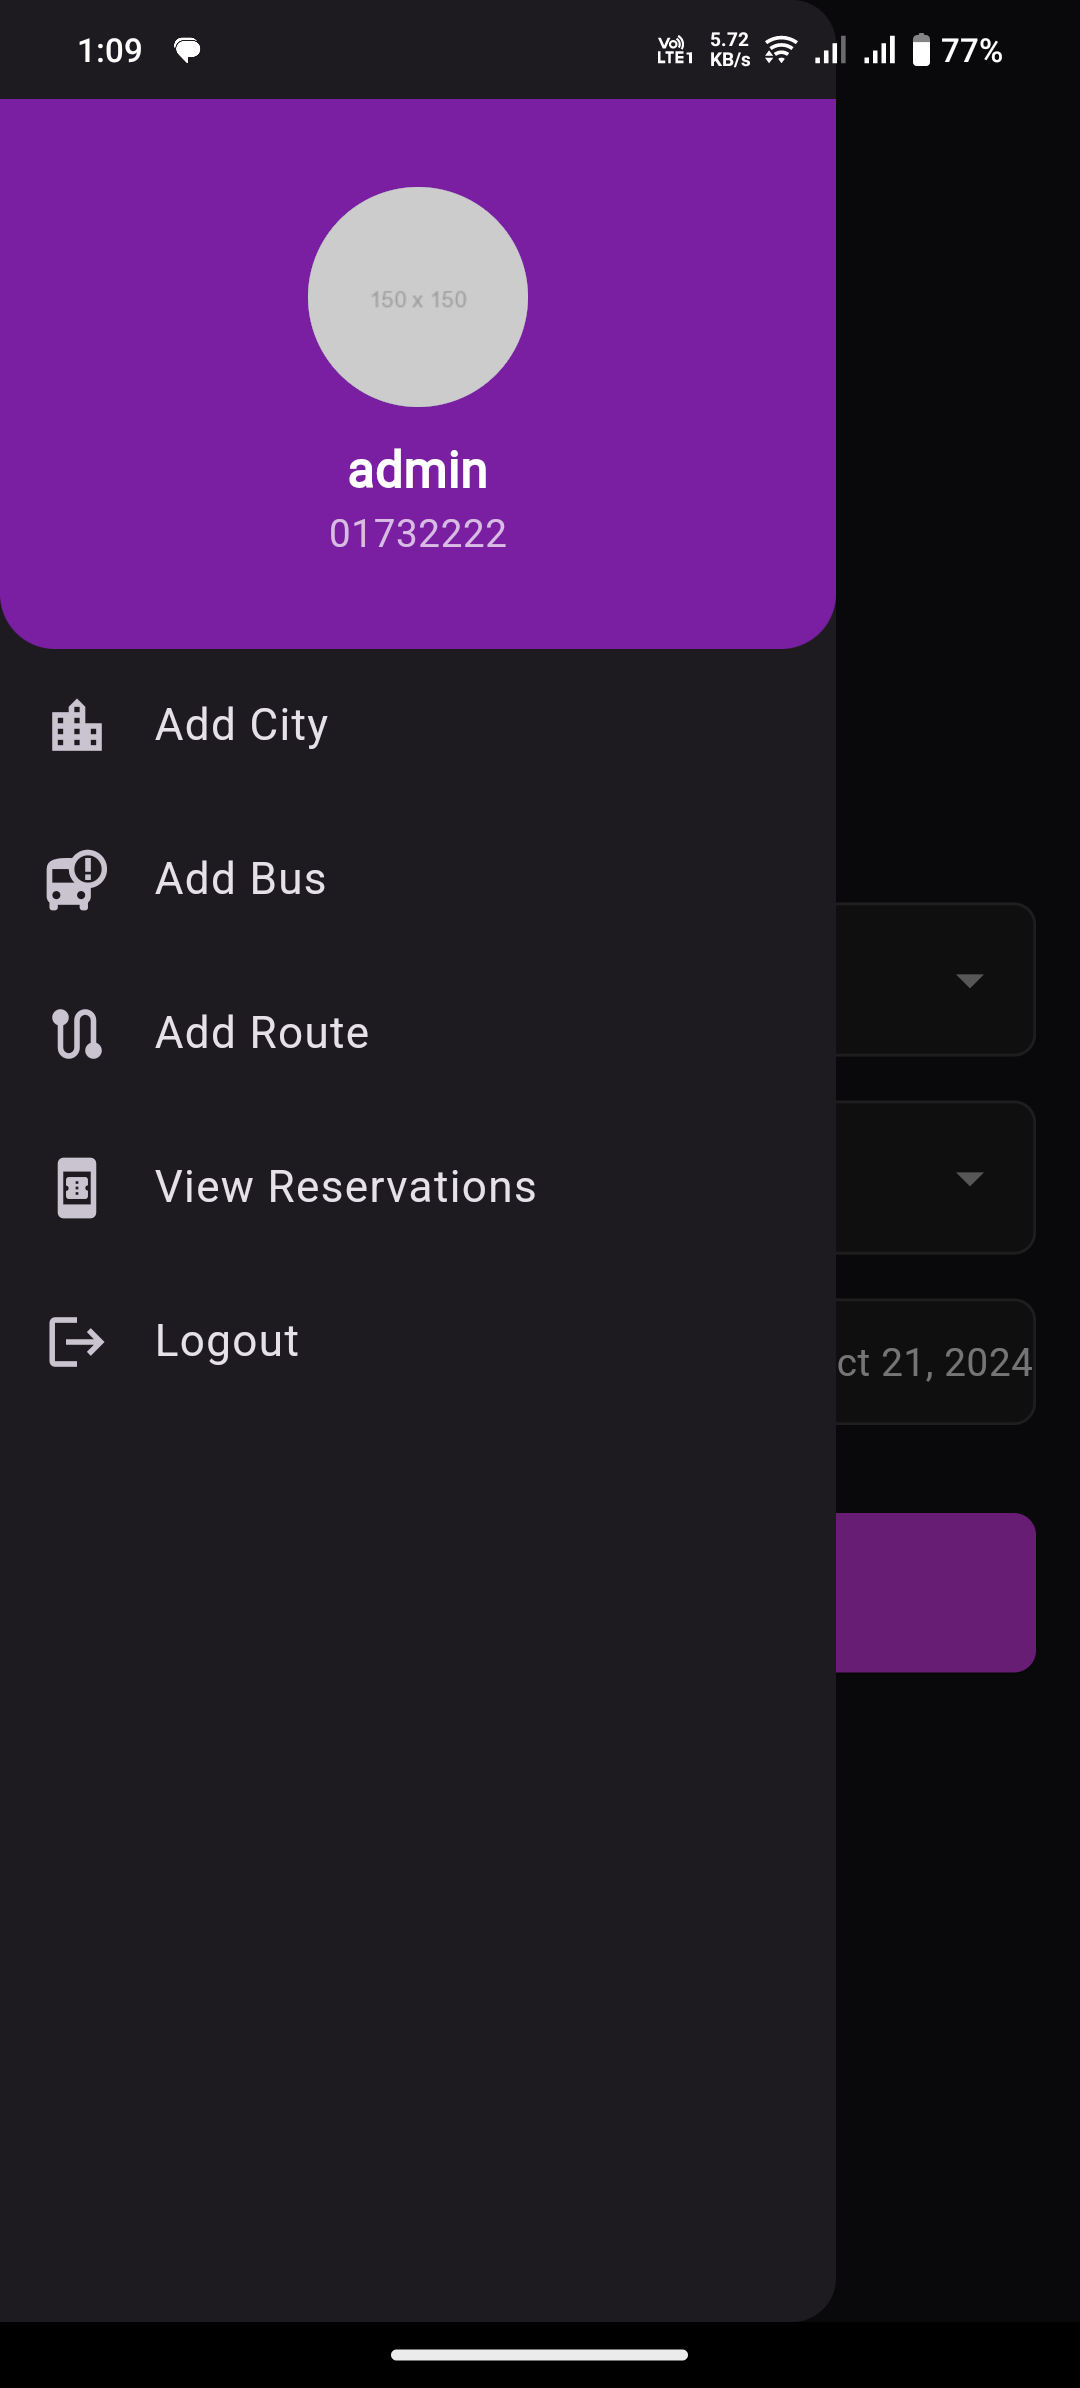 1:09
Vo)) 5.72
LTE1 KB/s
77%
150 x 150
admin
01732222
Add City
Add Bus
Add Route
View Reservations
Logout
ct 21, 2024